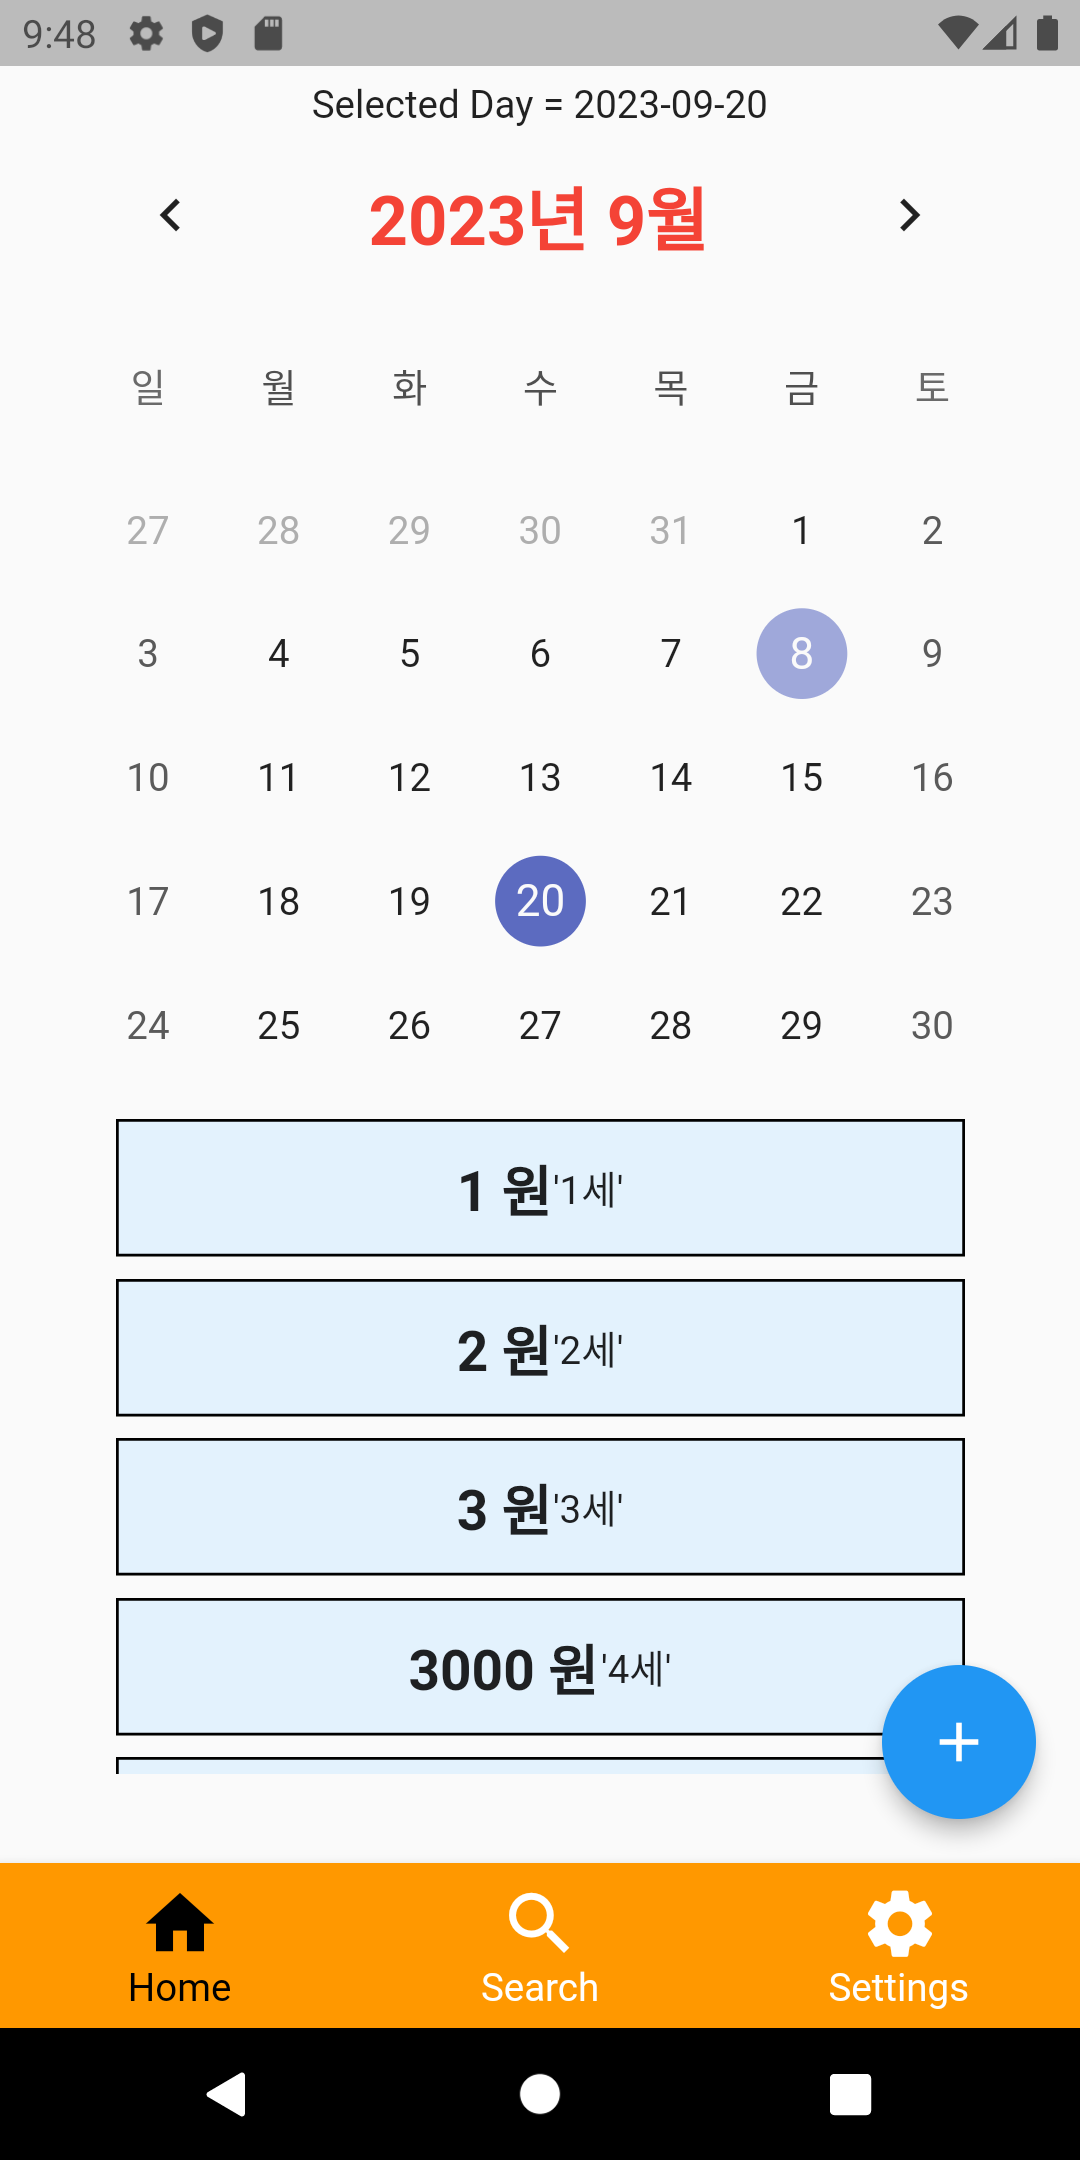 9:48
Selected Day = 2023-09-20
2023년 9월
일 월 화 수 목 금 토
27 28 29 30 31 1 2
3 4 5 6 7 8 9
10 11 12 13 14 15 16
17 18 19 20 21 22 23
24 25 26 27 28 29 30
1 원'1세'
2 원'2세'
3 원'3세'
3000 원'4세'
Home Search Settings